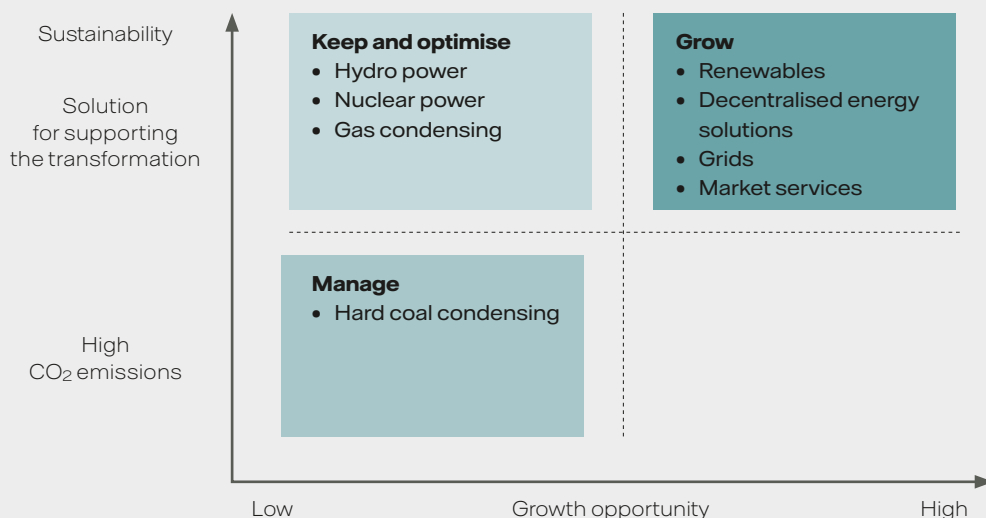 Sustainability
Solution
for supporting
the transformation
High
CO₂ emissions
Keep and optimise
• Hydro power
• Nuclear power
• Gas condensing
Grow
• Renewables
• Decentralised energy
solutions
• Grids
• Market services
Manage
• Hard coal condensing
Low
Growth opportunity
High